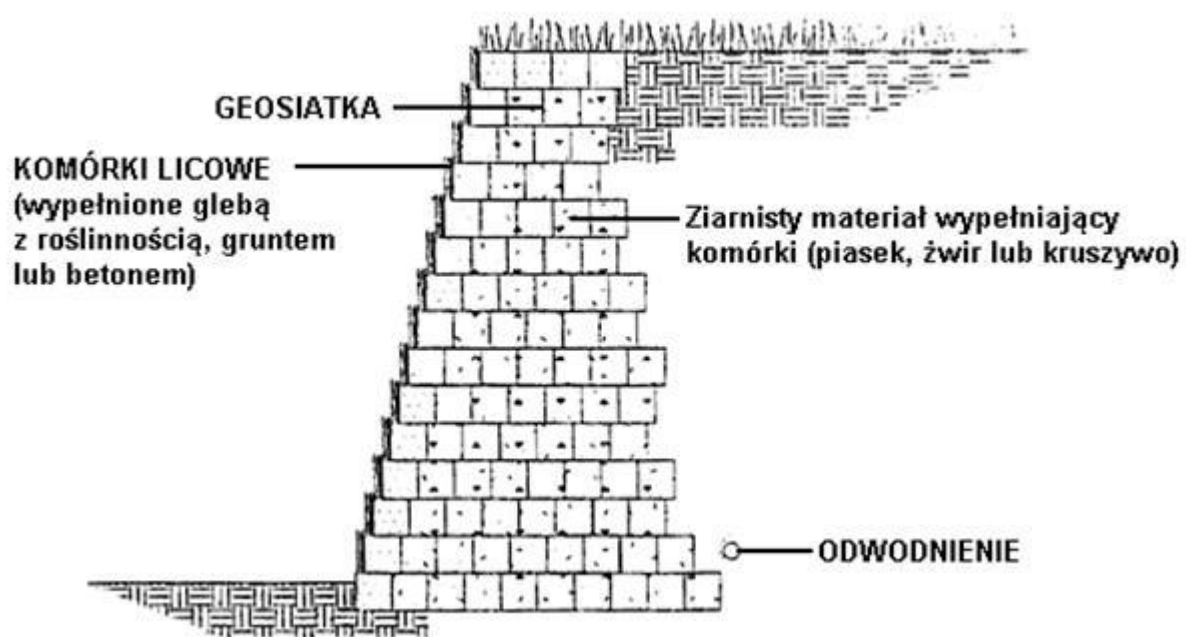 GEOSIATKA
KOMÓRKI LICOWE
(wypełnione glebą
z roślinnością, gruntem
lub betonem)
Ziarnisty materiał wypełniający
komórki (piasek, żwir lub kruszywo)
ODWODNIENIE